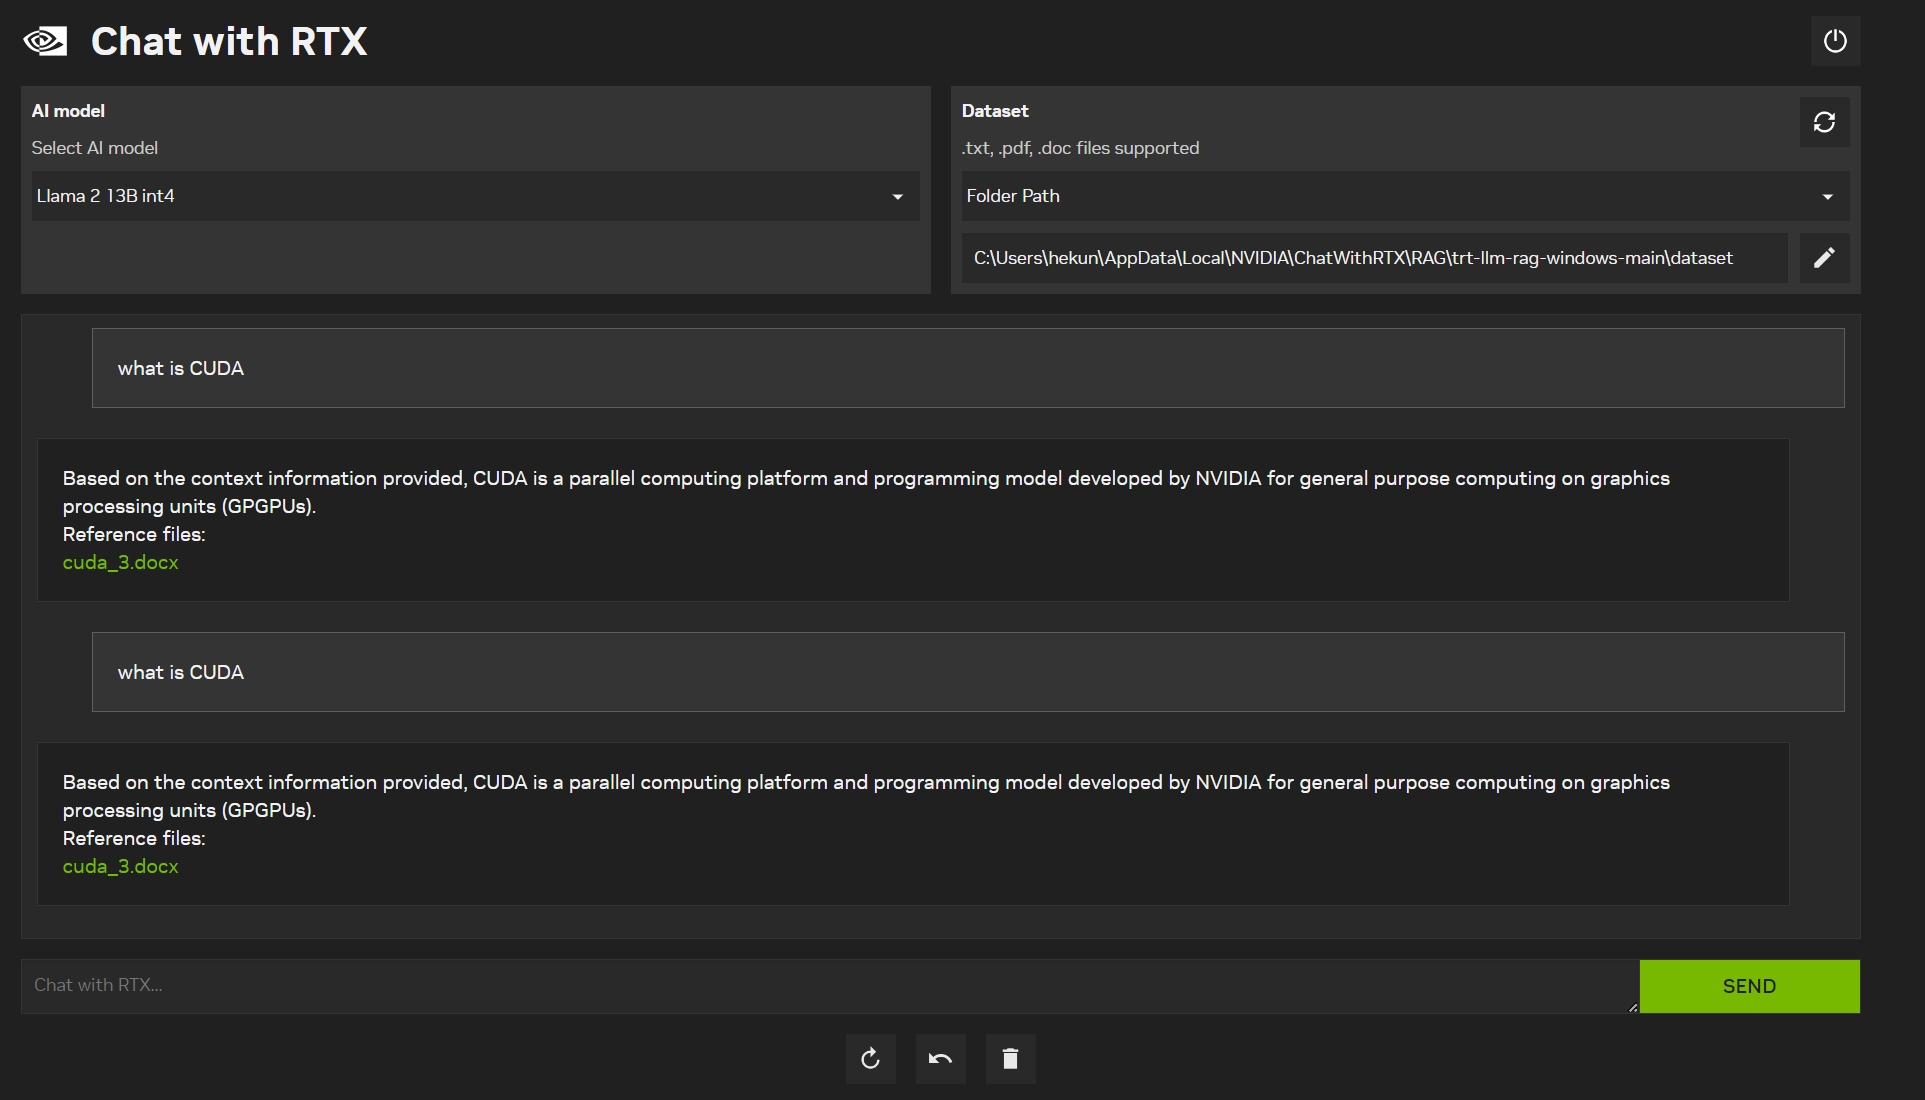 Chat with RTX
AI model
Select AI model
Llama 2 13B int4
Dataset
.txt, .pdf, .doc files supported
Folder Path
C:\Users\hekun\AppData\Local\NVIDIA\ChatWithRTX\RAG\trt-llm-rag-windows-main\dataset
what is CUDA
Based on the context information provided, CUDA is a parallel computing platform and programming model developed by NVIDIA for general purpose computing on graphics
processing units (GPGPUs).
Reference files:
cuda_3.docx
what is CUDA
Based on the context information provided, CUDA is a parallel computing platform and programming model developed by NVIDIA for general purpose computing on graphics
processing units (GPGPUs).
Reference files:
cuda_3.docx
Chat with RTX...
SEND